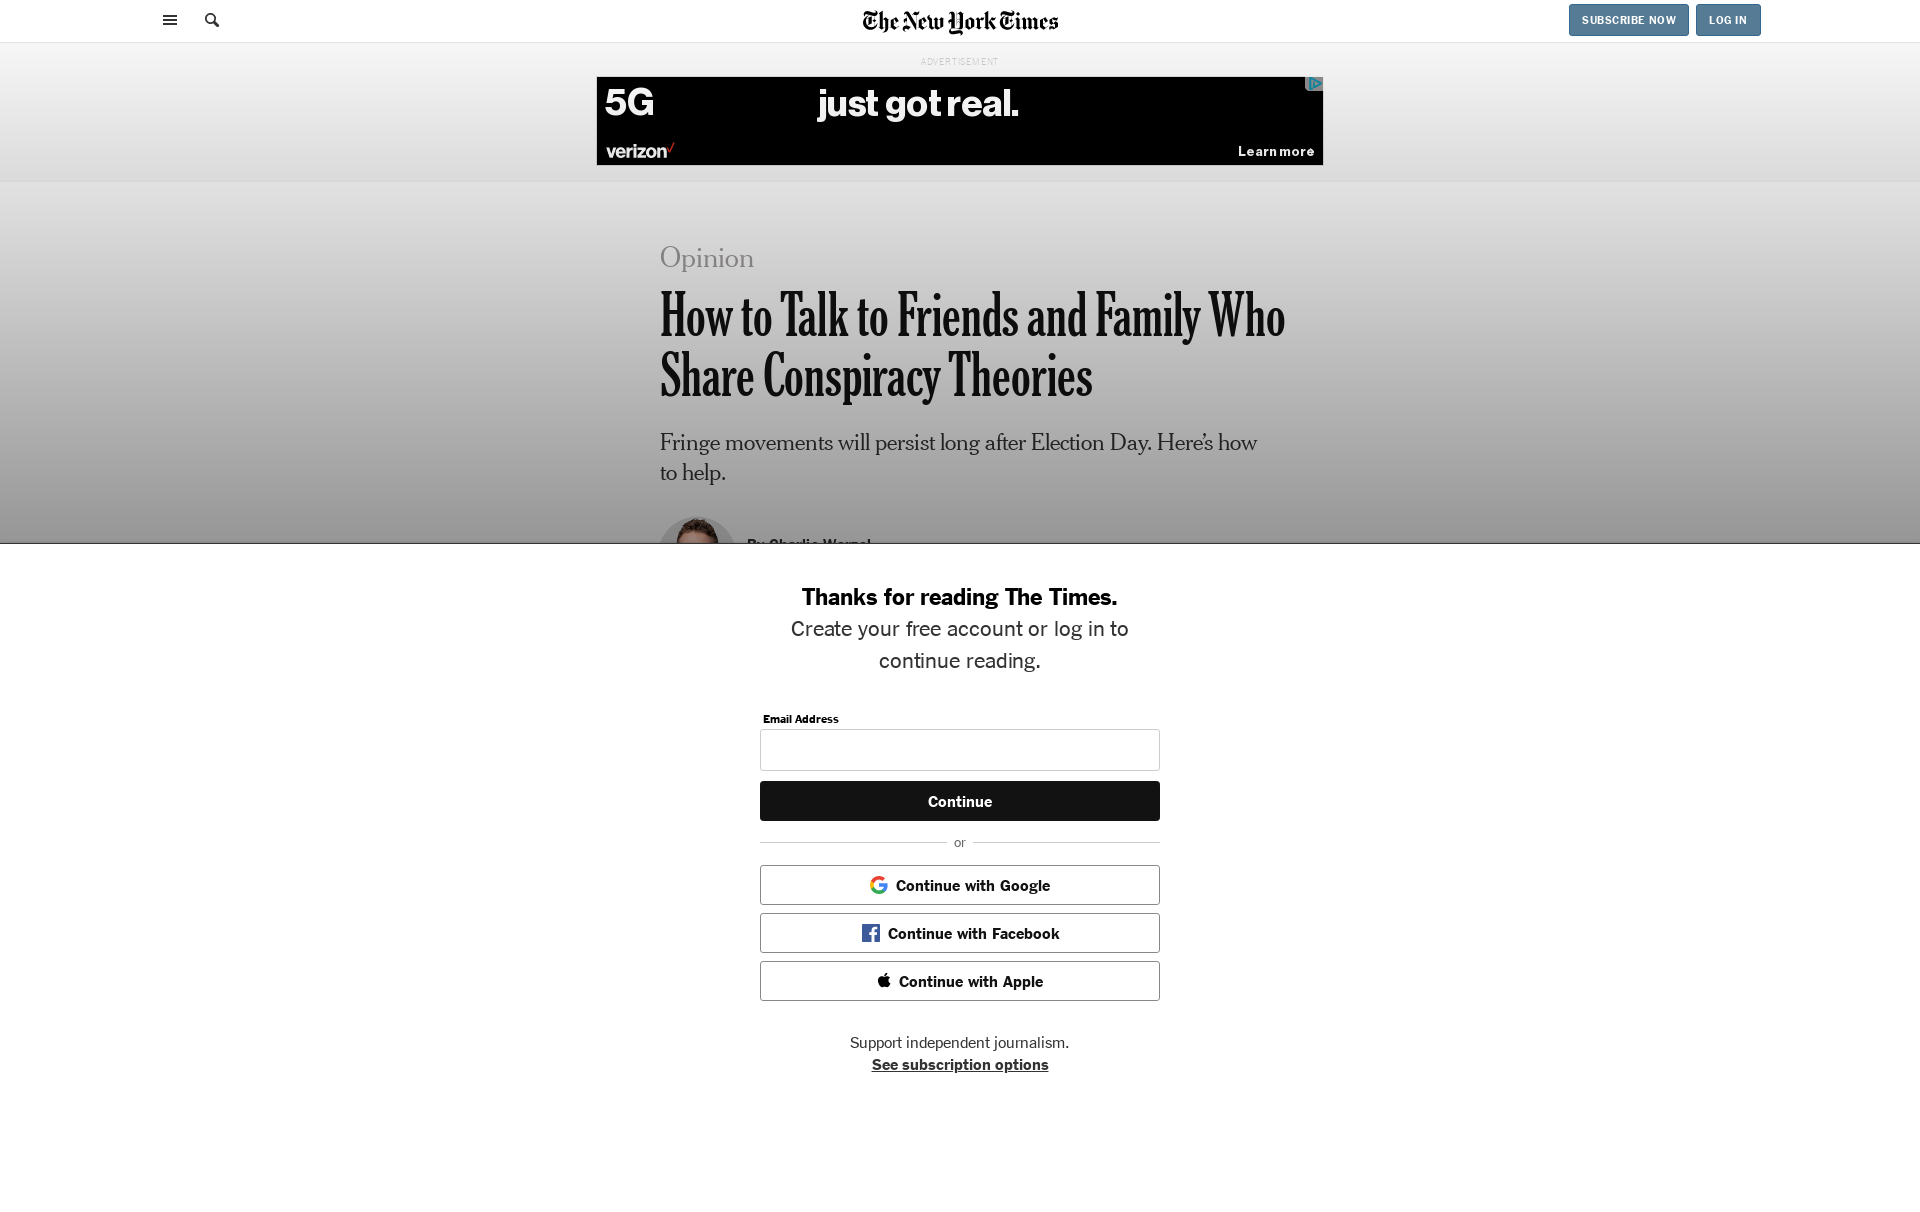 The New York Times
SUBSCRIBE NOW
LOG IN
ADVERTISEMENT
5G just got real.
verizon Learn more
Opinion
How to Talk to Friends and Family Who
Share Conspiracy Theories
Fringe movements will persist long after Election Day. Here’s how
to help.
By Charlie Warzel
Thanks for reading The Times.
Create your free account or log in to
continue reading.
Email Address
Continue
or
Continue with Google
Continue with Facebook
Continue with Apple
Support independent journalism.
See subscription options